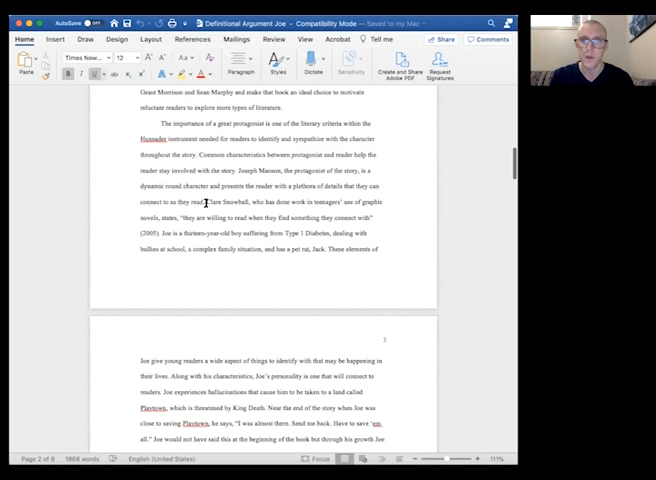 AutoSave OFF
Definitional Argument Joe - Compatibility Mode — Saved to my Mac
Home Insert Draw Design Layout References Mailings Review View Acrobat Tell me Share Comments
Paste Times New... 12 Aa Paragraph Styles Sensitivity Create and Share Adobe PDF Request Signatures
B I U A
Grant Morrison and Sean Murphy and make that book an ideal choice to motivate
reluctant readers to explore more types of literature.
The importance of a great protagonist is one of the literary criteria within the
Hunsader instrument needed for readers to identify and sympathize with the character
throughout the story. Common characteristics between protagonist and reader help the
reader stay involved with the story. Joseph Manson, the protagonist of the story, is a
dynamic round character and presents the reader with a plethora of details that they can
connect to as they read. Clare Snowball, who has done work in teenagers' use of graphic
novels, states, "they are willing to read when they find something they connect with"
(2005). Joe is a thirteen-year-old boy suffering from Type 1 Diabetes, dealing with
bullies at school, a complex family situation, and has a pet rat, Jack. These elements of
3
Joe give young readers a wide aspect of things to identify with that may be happening in
their lives. Along with his characteristics, Joe's personality is one that will connect to
readers. Joe experiences hallucinations that cause him to be taken to a land called
Playtown, which is threatened by King Death. Near the end of the story when Joe was
close to saving Playtown, he says, "I was almost there. Send me back. Have to save 'em
all." Joe would not have said this at the beginning of the book but through his growth Joe
Page 2 of 9 1868 words English (United States) Focus 111%